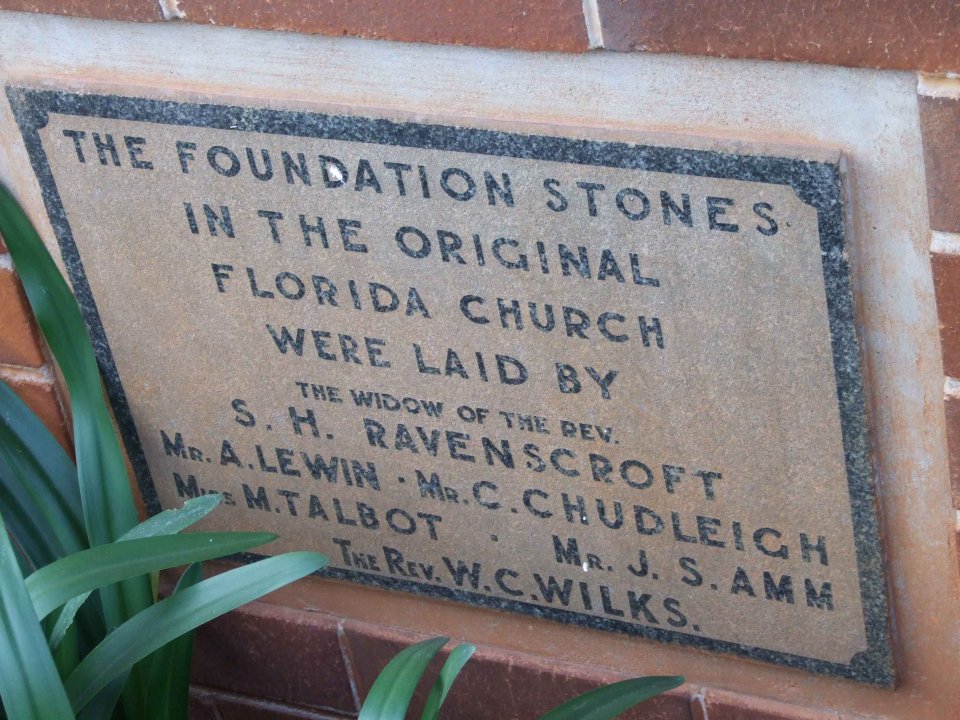 THE FOUNDATION STONES
IN THE ORIGINAL
FLORIDA CHURCH
WERE LAID BY
THE WIDOW OF THE REV.
S. H. RAVENSCROFT
MR. A. LEWIN · MR. C. CHUDLEIGH
MISS M. TALBOT . MR. J. S. AMM
THE REV. W. C. WILKS.